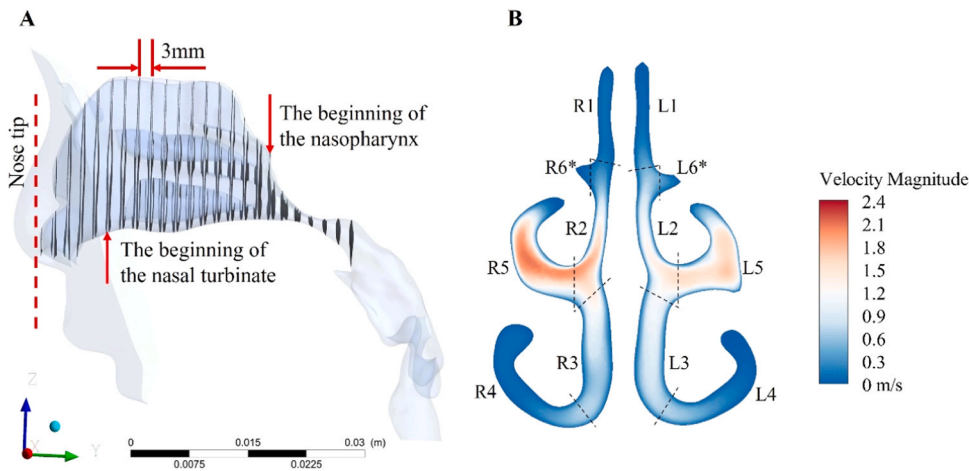 A
3mm
The beginning of
the nasopharynx
Nose tip
The beginning of
the nasal turbinate
Z
X
Y
0 0.015 0.03 (m)
0.0075 0.0225
B
R1 L1
R6* L6*
R2 L2
R5 L5
R3 L3
R4 L4
Velocity Magnitude
2.4
2.1
1.8
1.5
1.2
0.9
0.6
0.3
0 m/s